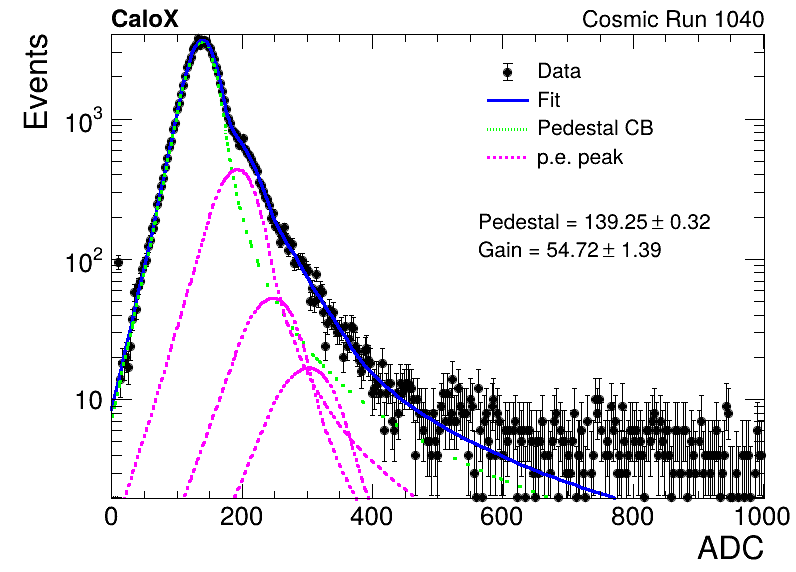 CaloX
Cosmic Run 1040
Events
Data
Fit
Pedestal CB
p.e. peak
Pedestal = 139.25 ± 0.32
Gain = 54.72 ± 1.39
10³
10²
10
0 200 400 600 800 1000
ADC